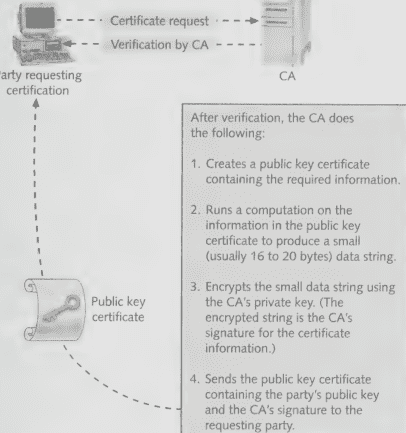 Certificate request
Verification by CA
Party requesting
certification
CA
After verification, the CA does
the following:
1. Creates a public key certificate
containing the required information.
2. Runs a computation on the
information in the public key
certificate to produce a small
(usually 16 to 20 bytes) data string.
3. Encrypts the small data string using
the CA's private key. (The
encrypted string is the CA's
signature for the certificate
information.)
4. Sends the public key certificate
containing the party's public key
and the CA's signature to the
requesting party.
Public key
certificate